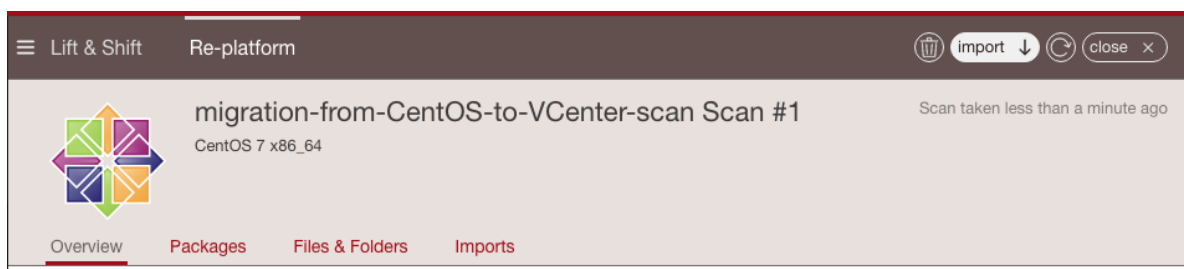 Lift & Shift Re-platform import close
migration-from-CentOS-to-VCenter-scan Scan #1 Scan taken less than a minute ago
CentOS 7 x86_64
Overview Packages Files & Folders Imports